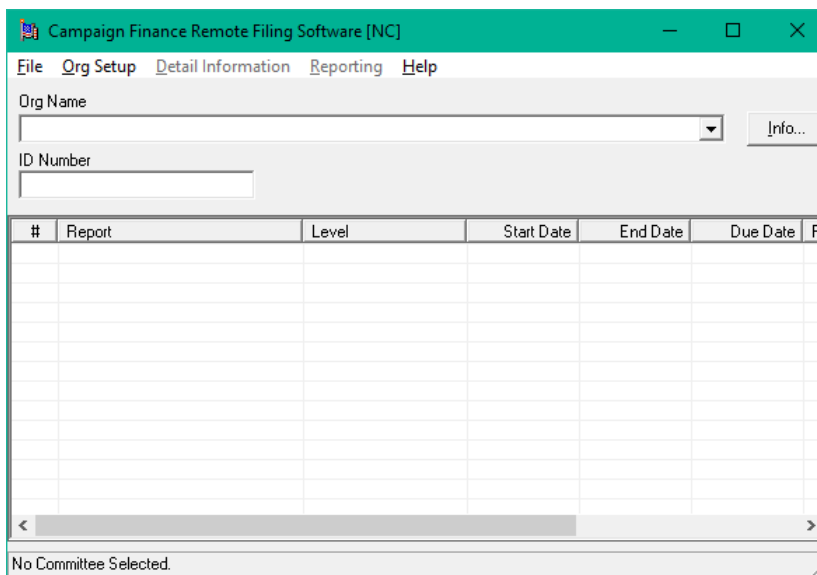 Campaign Finance Remote Filing Software [NC]
File Org Setup Detail Information Reporting Help
Org Name
Info...
ID Number
# Report Level Start Date End Date Due Date F
No Committee Selected.